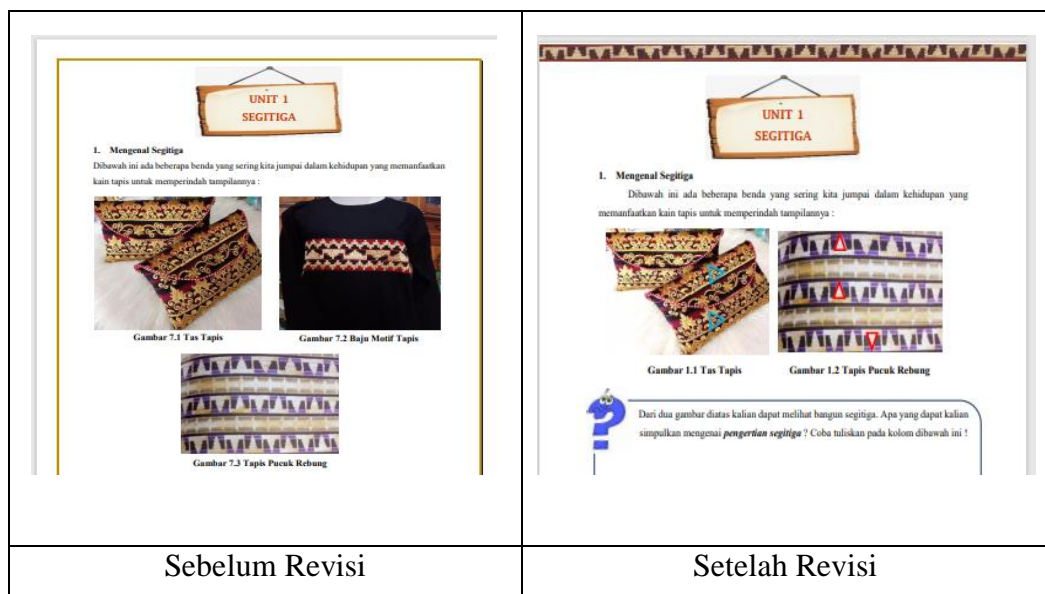 UNIT 1
SEGITIGA
1. Mengenal Segitiga
Dibawah ini ada beberapa benda yang sering kita jumpai dalam kehidupan yang memanfaatkan
kain tapis untuk memperindah tampilannya :
Gambar 7.1 Tas Tapis
Gambar 7.2 Baju Motif Tapis
Gambar 7.3 Tapis Pucuk Rebung
Sebelum Revisi
UNIT 1
SEGITIGA
1. Mengenal Segitiga
Dibawah ini ada beberapa benda yang sering kita jumpai dalam kehidupan yang
memanfaatkan kain tapis untuk memperindah tampilannya :
Gambar 1.1 Tas Tapis
Gambar 1.2 Tapis Pucuk Rebung
Dari dua gambar diatas kalian dapat melihat bangun segitiga. Apa yang dapat kalian
simpulkan mengenai pengertian segitiga ? Coba tuliskan pada kolom dibawah ini !
Setelah Revisi